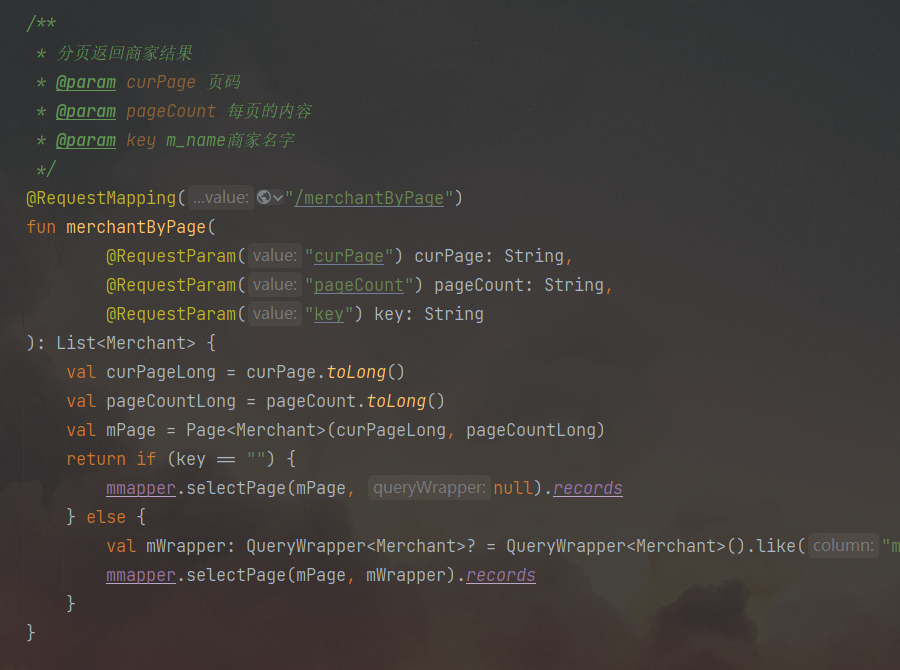 /**
* 分页返回商家结果
* @param curPage 页码
* @param pageCount 每页的内容
* @param key m_name商家名字
*/
@RequestMapping(...value: "/merchantByPage")
fun merchantByPage(
@RequestParam(value: "curPage") curPage: String,
@RequestParam(value: "pageCount") pageCount: String,
@RequestParam(value: "key") key: String
): List<Merchant> {
val curPageLong = curPage.toLong()
val pageCountLong = pageCount.toLong()
val mPage = Page<Merchant>(curPageLong, pageCountLong)
return if (key == "") {
mmapper.selectPage(mPage, queryWrapper: null).records
} else {
val mWrapper: QueryWrapper<Merchant>? = QueryWrapper<Merchant>().like(column: "m
mmapper.selectPage(mPage, mWrapper).records
}
}